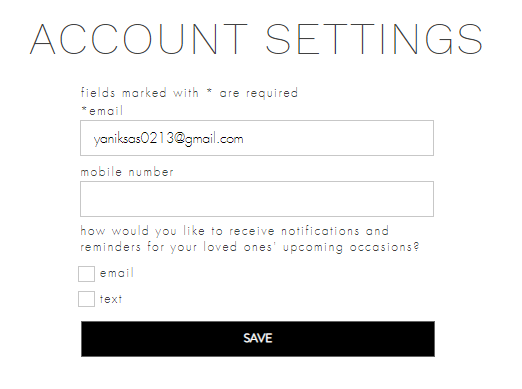 ACCOUNT SETTINGS
fields marked with * are required
*email
yaniksas0213@gmail.com
mobile number
how would you like to receive notifications and
reminders for your loved ones' upcoming occasions?
email
text
SAVE